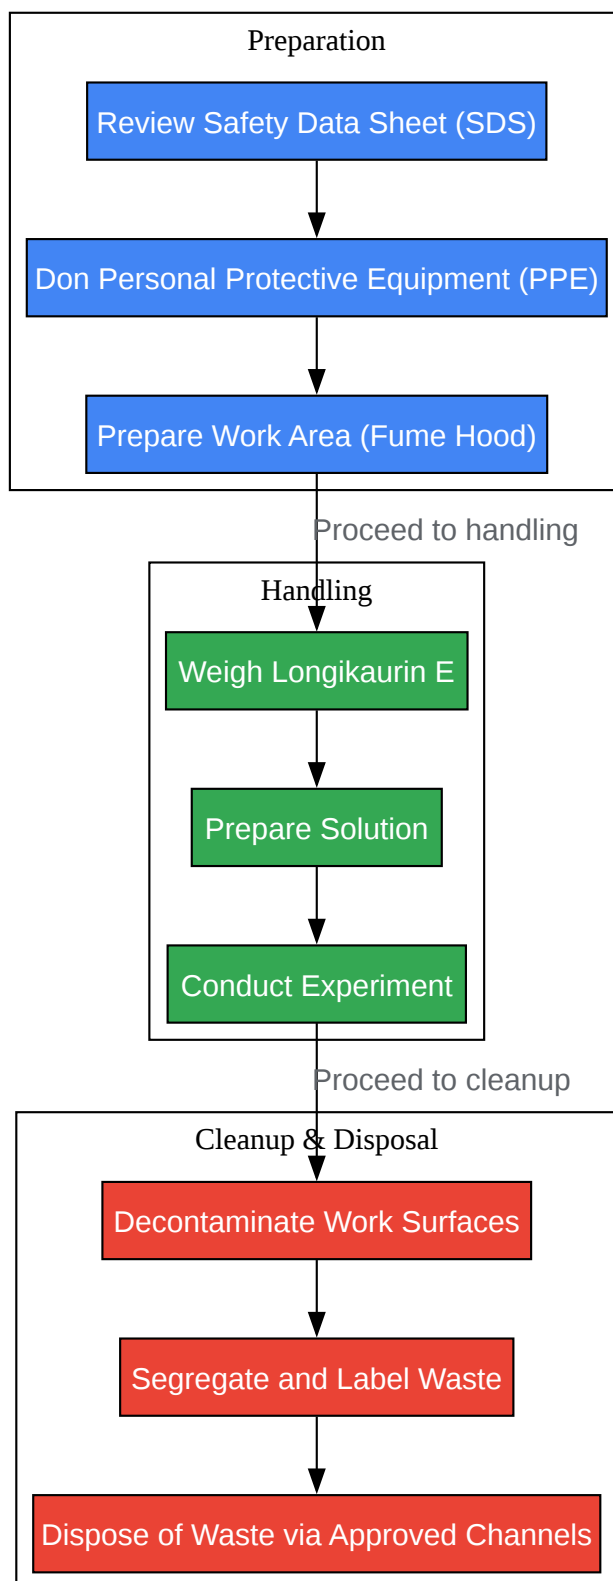 Preparation
Review Safety Data Sheet (SDS)
Don Personal Protective Equipment (PPE)
Prepare Work Area (Fume Hood)
Proceed to handling
Handling
Weigh Longikaurin E
Prepare Solution
Conduct Experiment
Proceed to cleanup
Cleanup & Disposal
Decontaminate Work Surfaces
Segregate and Label Waste
Dispose of Waste via Approved Channels